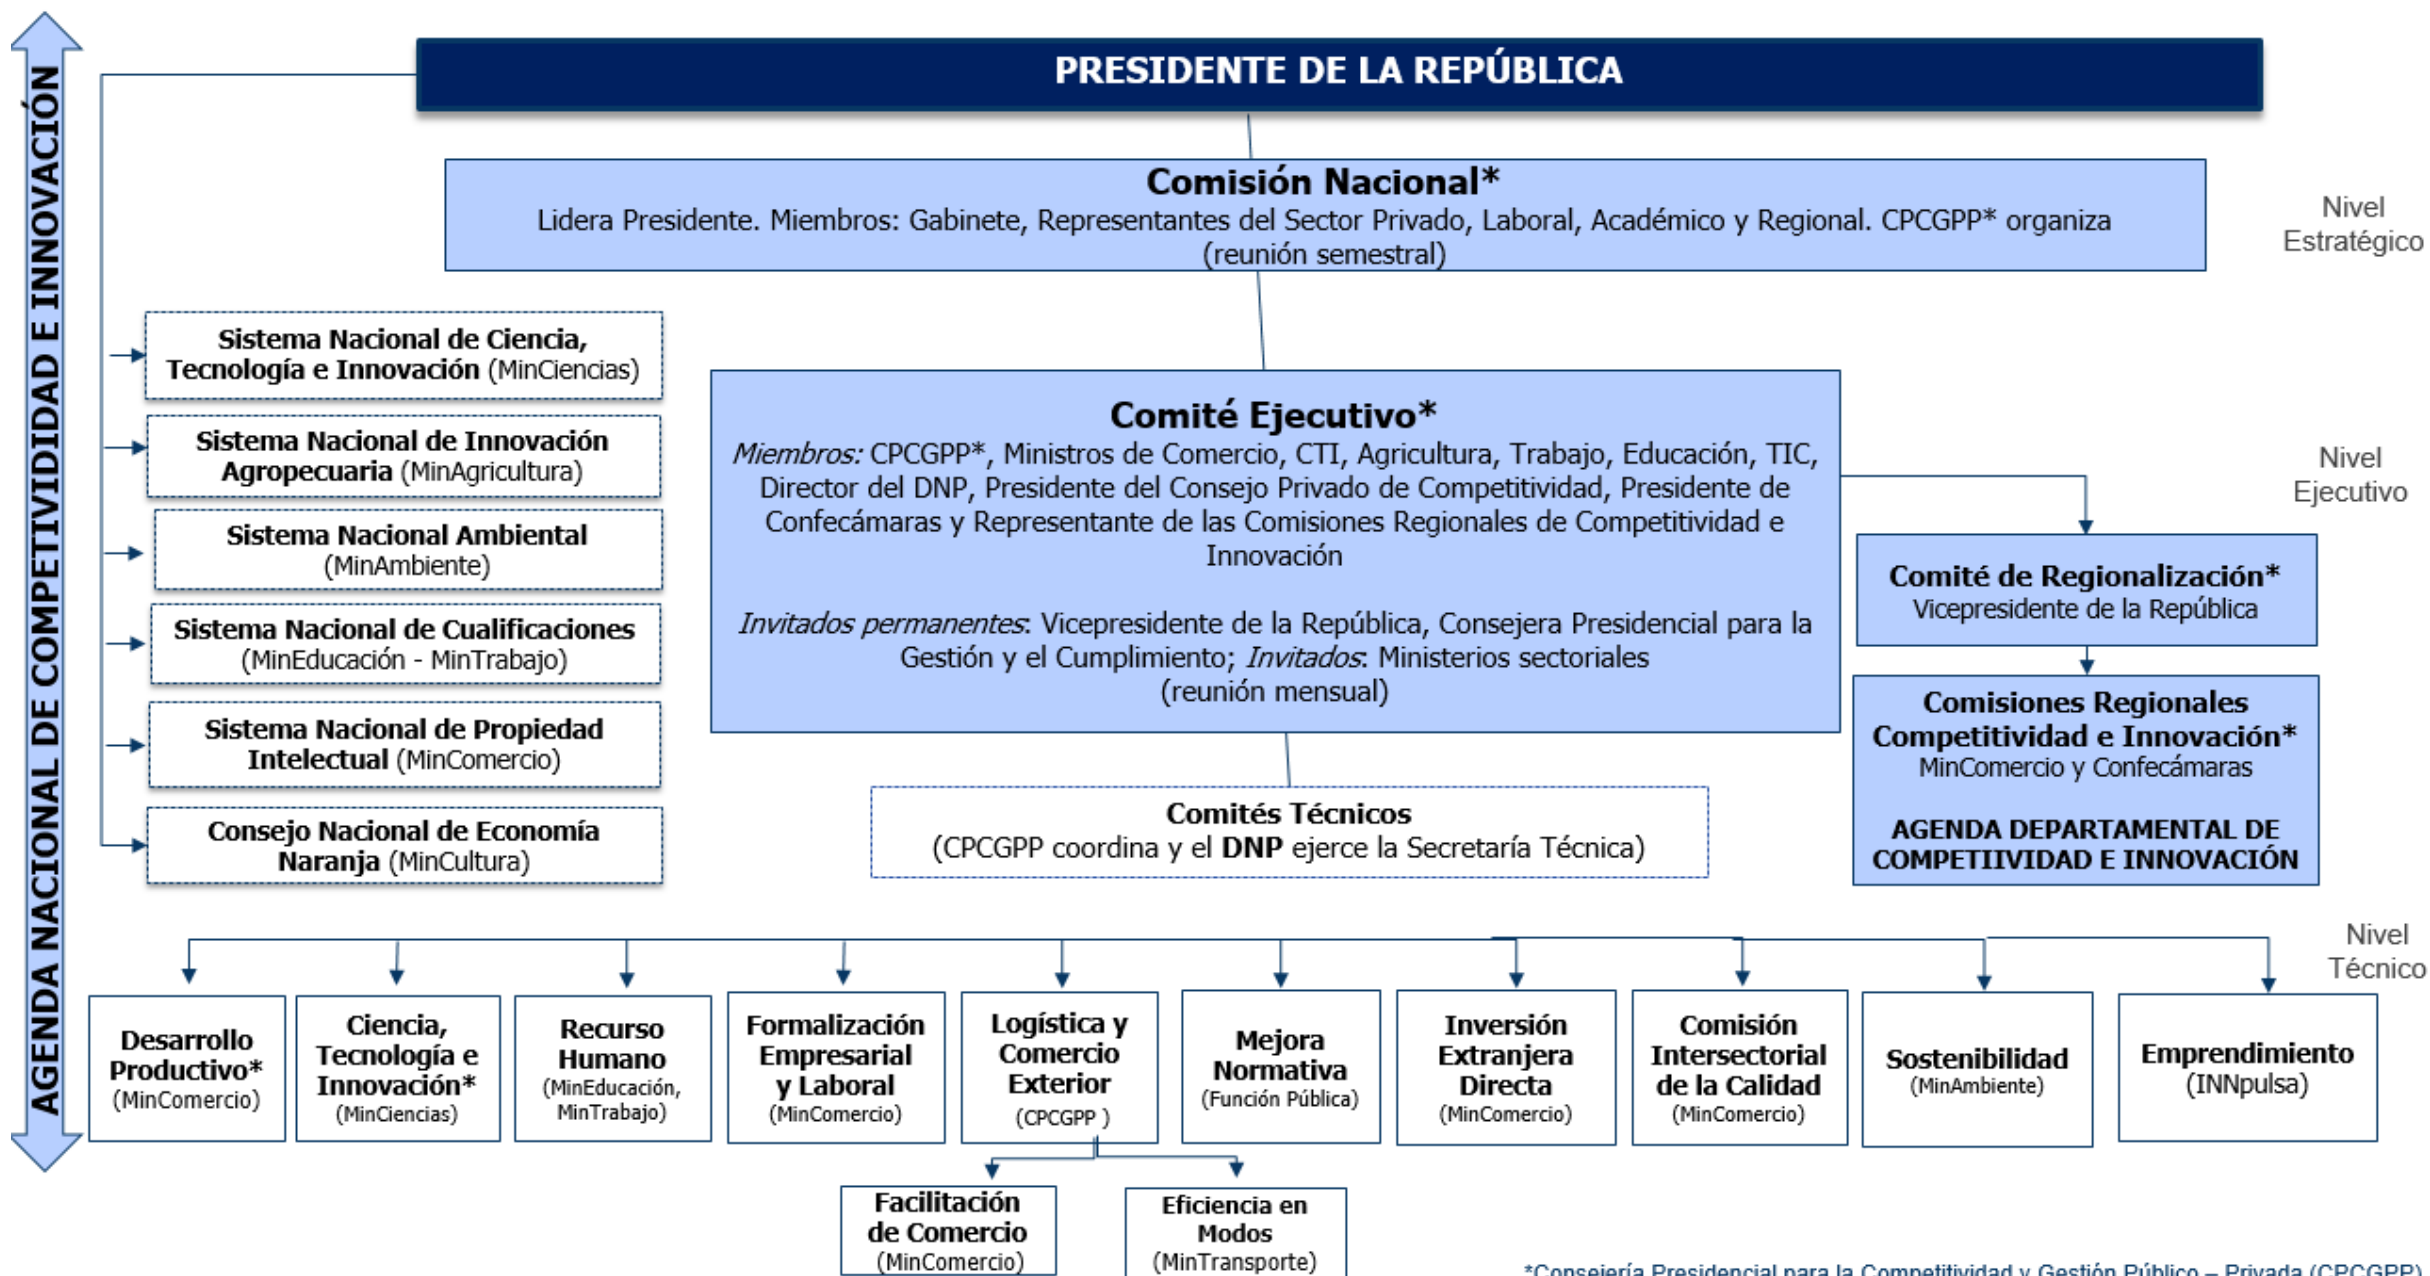 AGENDA NACIONAL DE COMPETIVIDIDAD E INNOVACIÓN
PRESIDENTE DE LA REPÚBLICA
Comisión Nacional*
Lidera Presidente. Miembros: Gabinete, Representantes del Sector Privado, Laboral, Académico y Regional. CPCGPP* organiza
(reunión semestral)
Nivel
Estratégico
Sistema Nacional de Ciencia,
Tecnología e Innovación (MinCiencias)
Sistema Nacional de Innovación
Agropecuaria (MinAgricultura)
Sistema Nacional Ambiental
(MinAmbiente)
Sistema Nacional de Cualificaciones
(MinEducación - MinTrabajo)
Sistema Nacional de Propiedad
Intelectual (MinComercio)
Consejo Nacional de Economía
Naranja (MinCultura)
Comité Ejecutivo*
Miembros: CPCGPP*, Ministros de Comercio, CTI, Agricultura, Trabajo, Educación, TIC,
Director del DNP, Presidente del Consejo Privado de Competitividad, Presidente de
Confecámaras y Representante de las Comisiones Regionales de Competitividad e
Innovación
Invitados permanentes: Vicepresidente de la República, Consejera Presidencial para la
Gestión y el Cumplimiento; Invitados: Ministerios sectoriales
(reunión mensual)
Nivel
Ejecutivo
Comité de Regionalización*
Vicepresidente de la República
Comisiones Regionales
Competitividad e Innovación*
MinComercio y Confecámaras
AGENDA DEPARTAMENTAL DE
COMPETIIVIDAD E INNOVACIÓN
Comités Técnicos
(CPCGPP coordina y el DNP ejerce la Secretaría Técnica)
Nivel
Técnico
Desarrollo
Productivo*
(MinComercio)
Ciencia,
Tecnología e
Innovación*
(MinCiencias)
Recurso
Humano
(MinEducación,
MinTrabajo)
Formalización
Empresarial
y Laboral
(MinComercio)
Logística y
Comercio
Exterior
(CPCGPP )
Mejora
Normativa
(Función Pública)
Inversión
Extranjera
Directa
(MinComercio)
Comisión
Intersectorial
de la Calidad
(MinComercio)
Sostenibilidad
(MinAmbiente)
Emprendimiento
(INNpulsa)
Facilitación
de Comercio
(MinComercio)
Eficiencia en
Modos
(MinTransporte)
*Consejería Presidencial para la Competitividad y Gestión Público – Privada (CPCGPP)